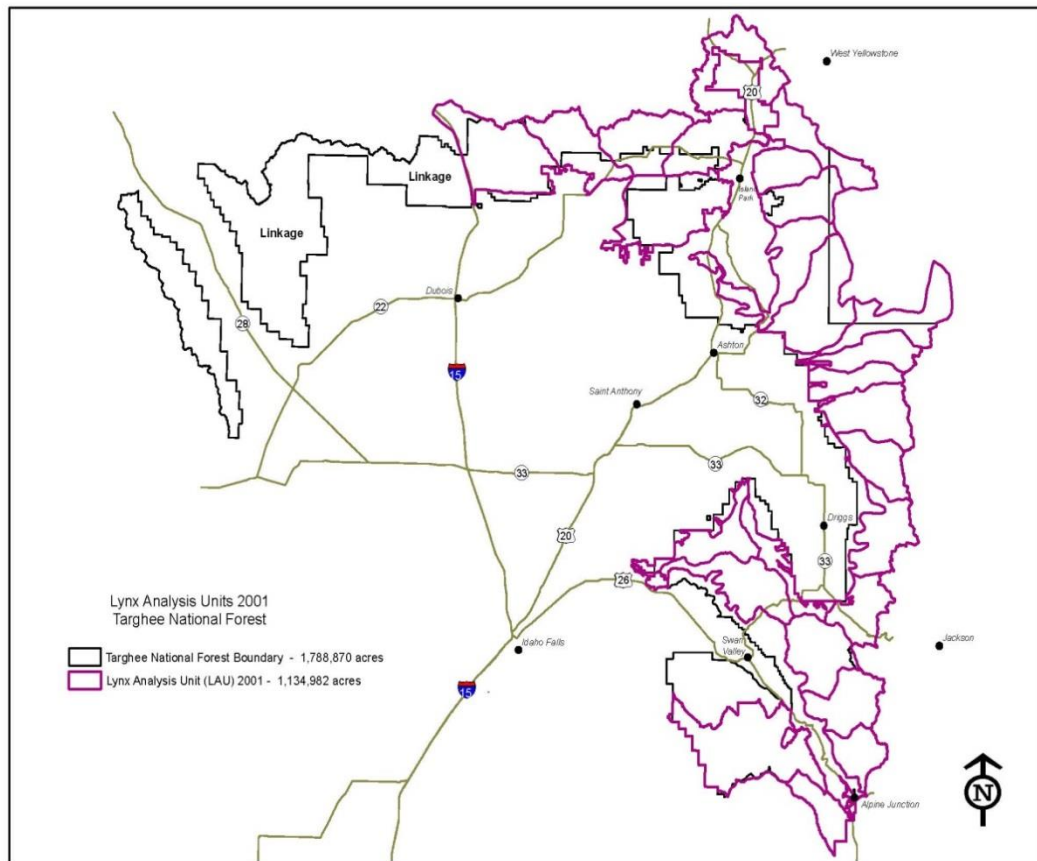 West Yellowstone
20
Linkage
Island
Park
Linkage
Dubois
22
28
Ashton
15
Saint Anthony
32
33
33
Driggs
20
33
26
Lynx Analysis Units 2001
Targhee National Forest
Idaho Falls
Swan
Valley
Jackson
Targhee National Forest Boundary - 1,788,870 acres
Lynx Analysis Unit (LAU) 2001 - 1,134,982 acres
15
Alpine Junction
N